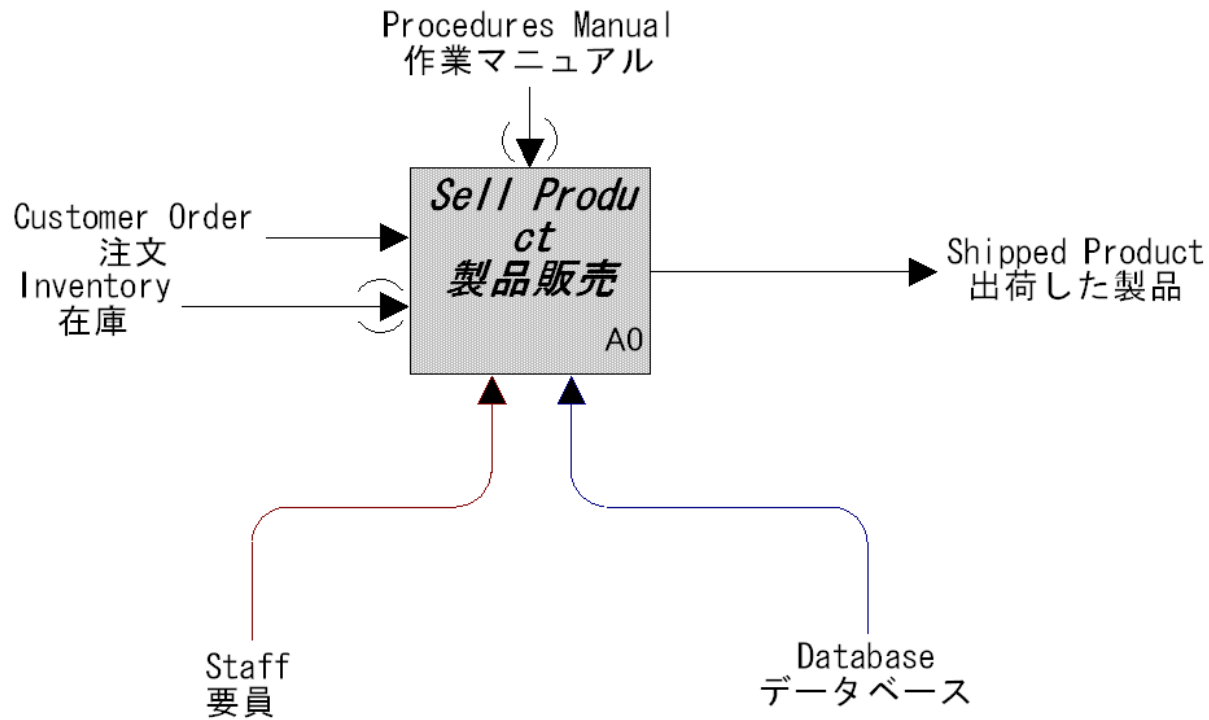 Procedures Manual
作業マニュアル
Sell Produ
ct
製品販売
A0
Customer Order
注文
Inventory
在庫
Shipped Product
出荷した製品
Staff
要員
Database
データベース